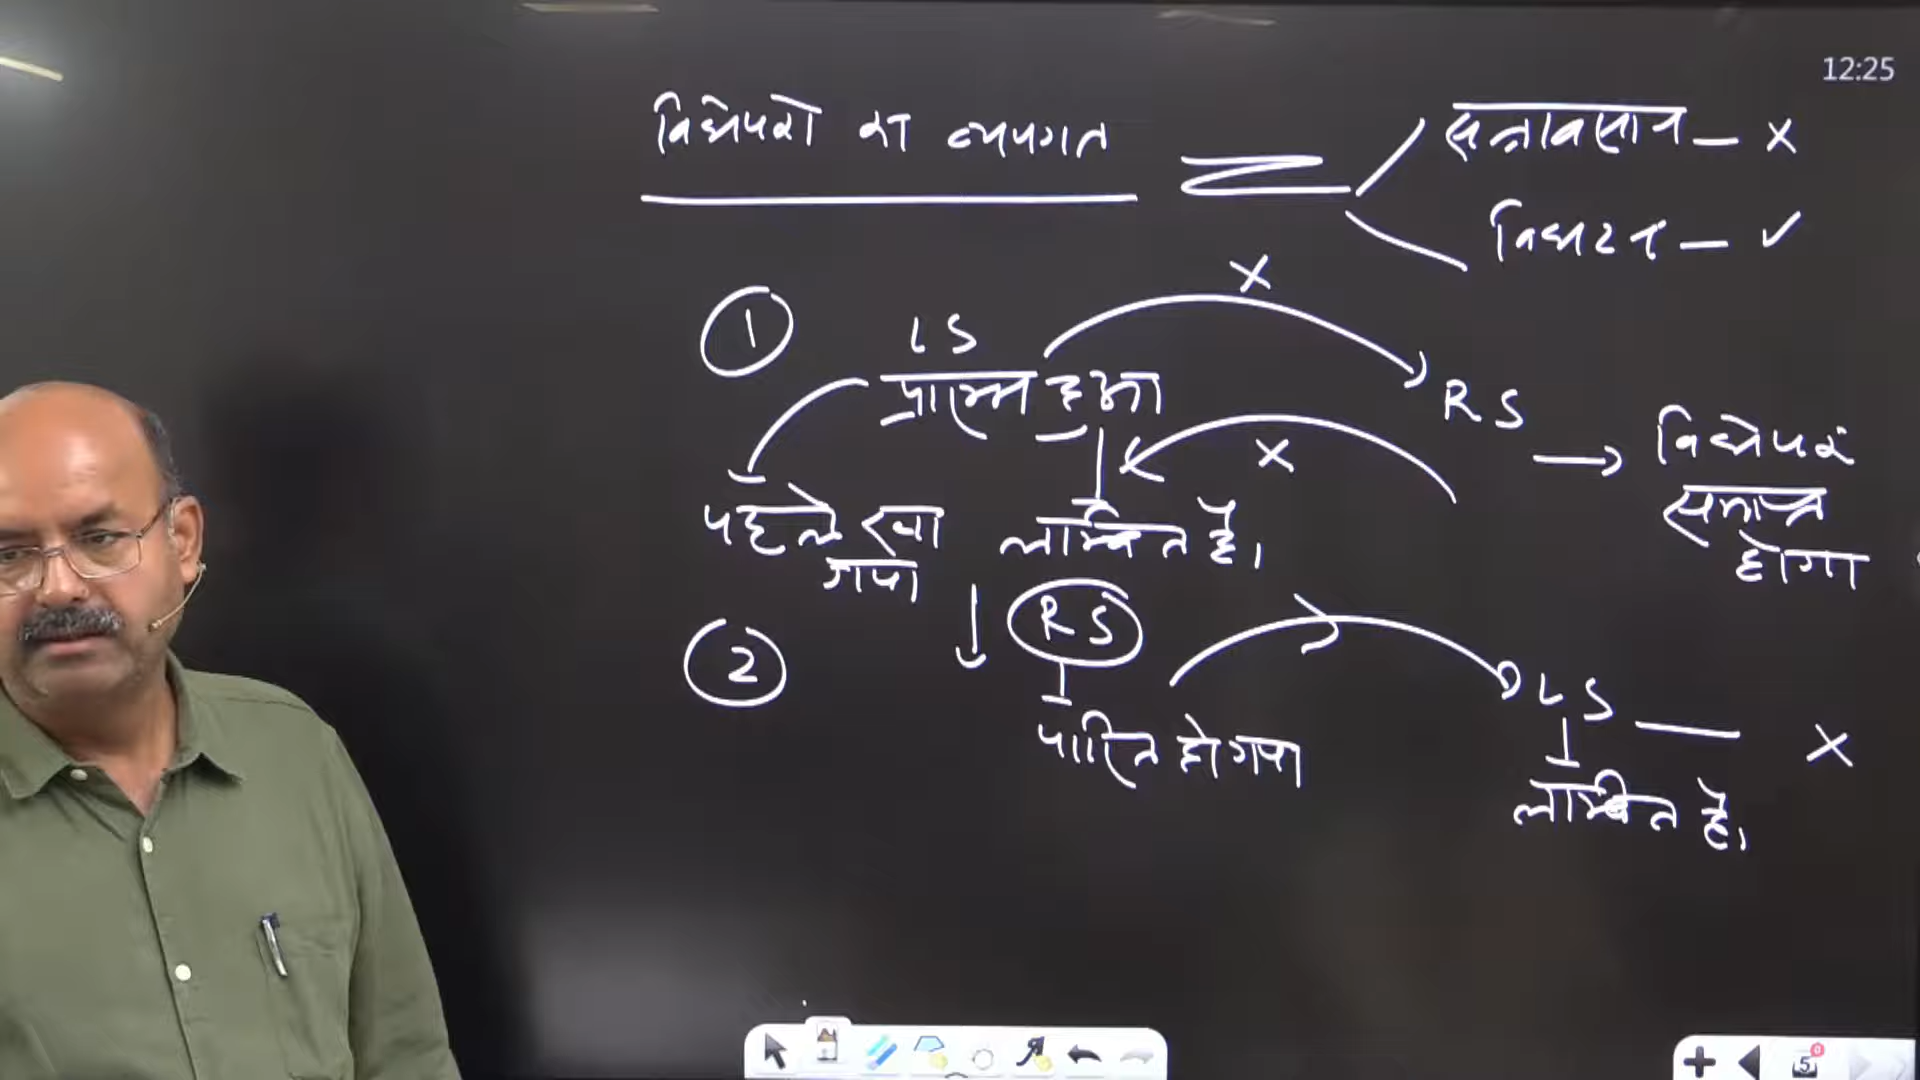 12:25
विधेयकों का व्यपगत
सत्रावसान – ×
विघटन – ✓
×
① LS
प्रारम्भ हुआ
RS → विधेयक
×
समाप्त
होगा
पहले रखा
गया
लम्बित है।
② RS
LS — ×
पारित हो गया
लम्बित है।
5